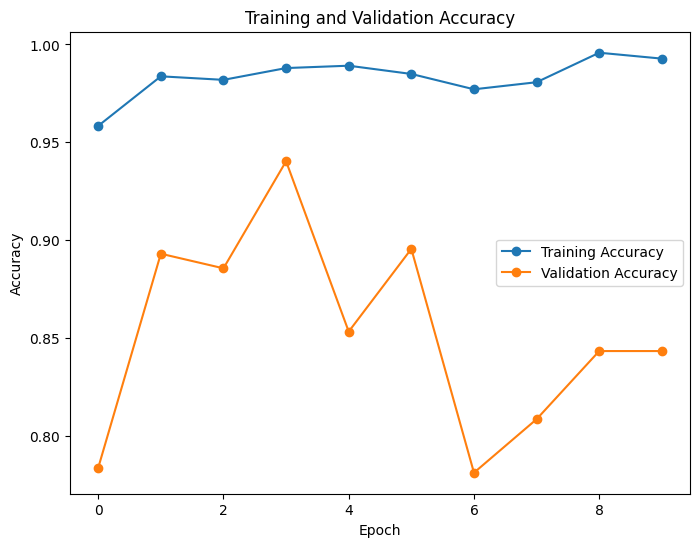 Training and Validation Accuracy
1.00
0.95
0.90
0.85
0.80
Accuracy
Training Accuracy
Validation Accuracy
0 2 4 6 8
Epoch